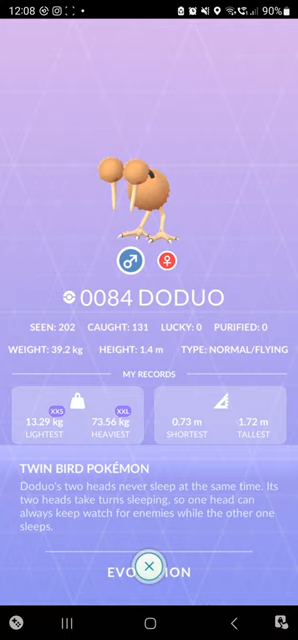 12:08 90%
0084 DODUO
SEEN: 202 CAUGHT: 131 LUCKY: 0 PURIFIED: 0
WEIGHT: 39.2 kg HEIGHT: 1.4 m TYPE: NORMAL/FLYING
MY RECORDS
XXS XXL
13.29 kg 73.56 kg 0.73 m 1.72 m
LIGHTEST HEAVIEST SHORTEST TALLEST
TWIN BIRD POKÉMON
Doduo's two heads never sleep at the same time. Its
two heads take turns sleeping, so one head can
always keep watch for enemies while the other one
sleeps.